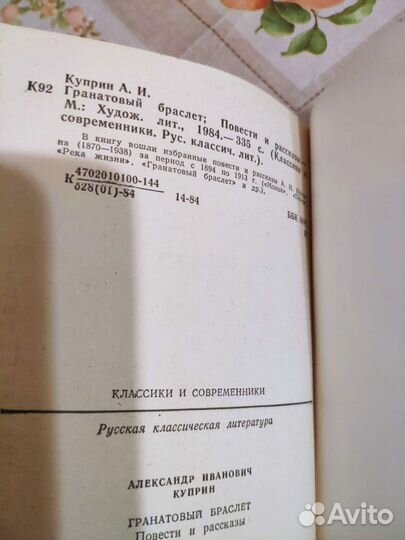 Куприн А. И.
К92 Гранатовый браслет; Повести и рассказы
М.: Худож. лит., 1984.— 335 с. (Классики и
современники. Рус. классич. лит.).
В книгу вошли избранные повести и рассказы А. И.
на (1870—1938) за период с 1894 по 1913 г. («Молох»,
«Река жизни», «Гранатовый браслет» и др.).
К 4702010100-144
028(01)-84 14-84
ББК
КЛАССИКИ И СОВРЕМЕННИКИ
Русская классическая литература
АЛЕКСАНДР ИВАНОВИЧ
КУПРИН
ГРАНАТОВЫЙ БРАСЛЕТ
Повести и рассказы
Avito